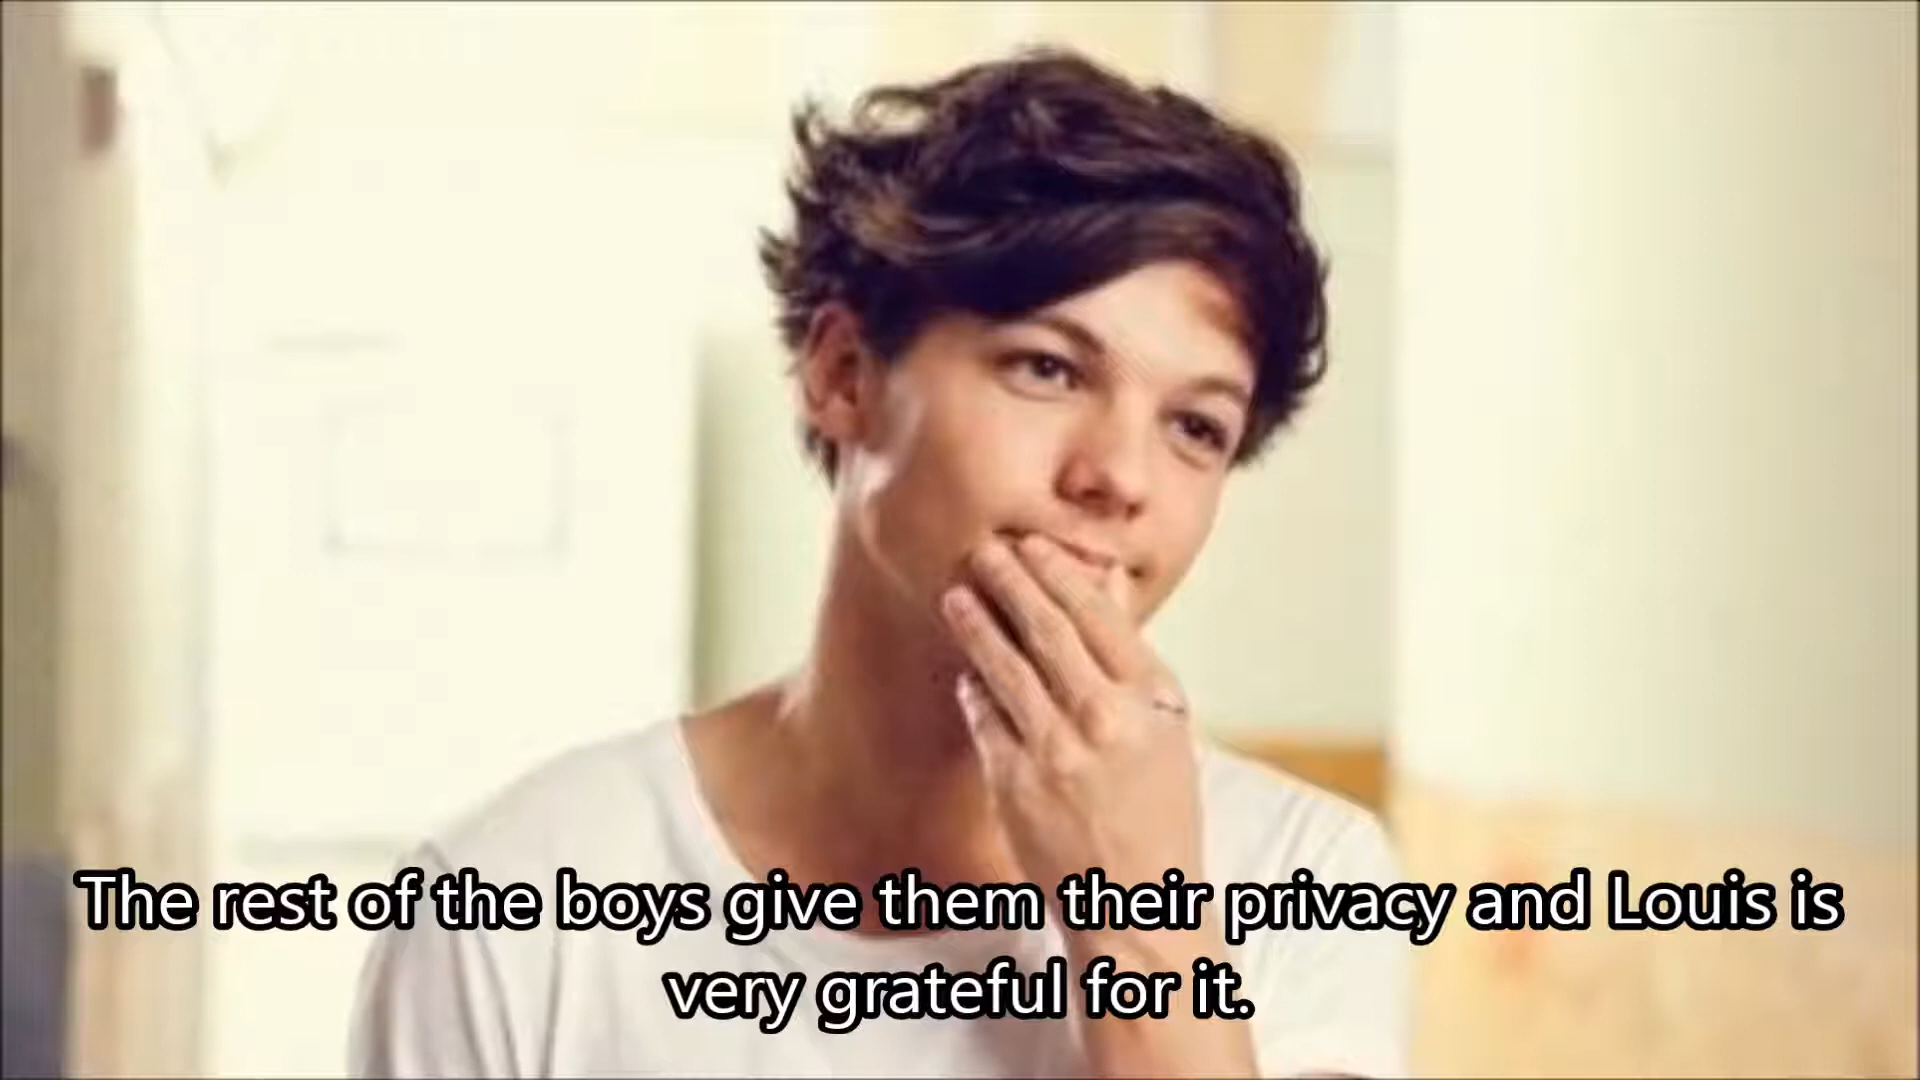 The rest of the boys give them their privacy and Louis is
very grateful for it.